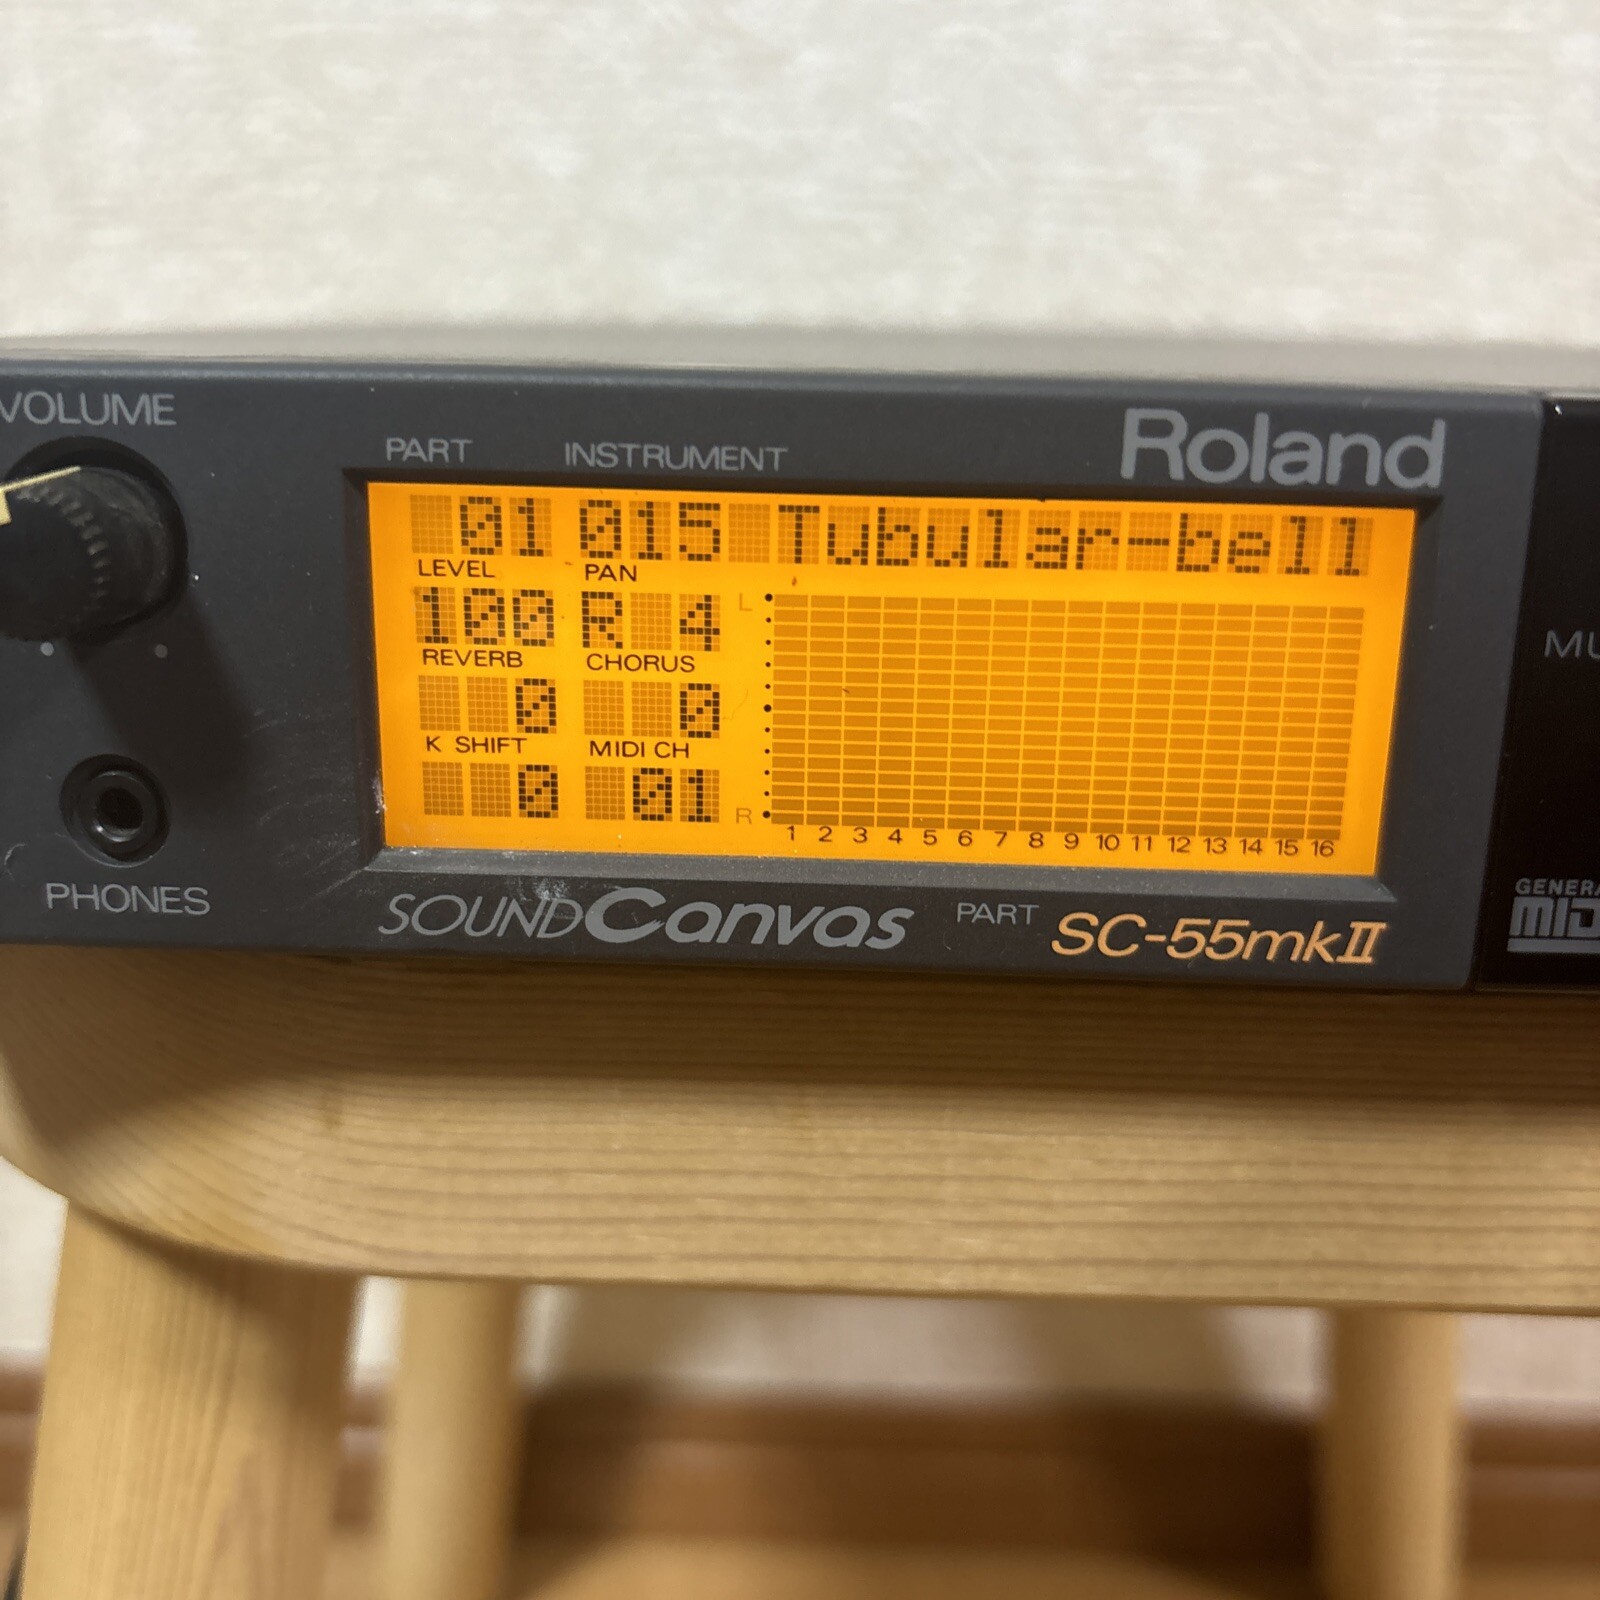 VOLUME
PART INSTRUMENT
Roland
01 015 Tubular-bell
LEVEL PAN
100 R 4
L
REVERB CHORUS
0 0
K SHIFT MIDI CH
0 01
R
1 2 3 4 5 6 7 8 9 10 11 12 13 14 15 16
PHONES
SOUND Canvas PART SC-55mkII